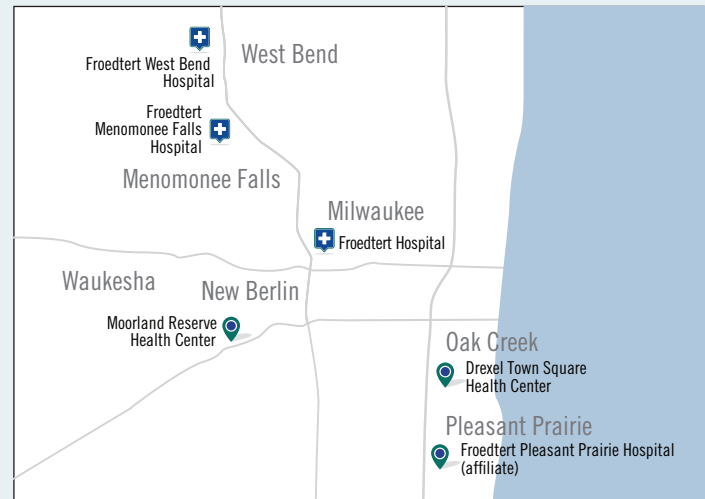 West Bend
Froedtert West Bend
Hospital
Froedtert
Menomonee Falls
Hospital
Menomonee Falls
Milwaukee
Froedtert Hospital
Waukesha
New Berlin
Moorland Reserve
Health Center
Oak Creek
Drexel Town Square
Health Center
Pleasant Prairie
Froedtert Pleasant Prairie Hospital
(affiliate)